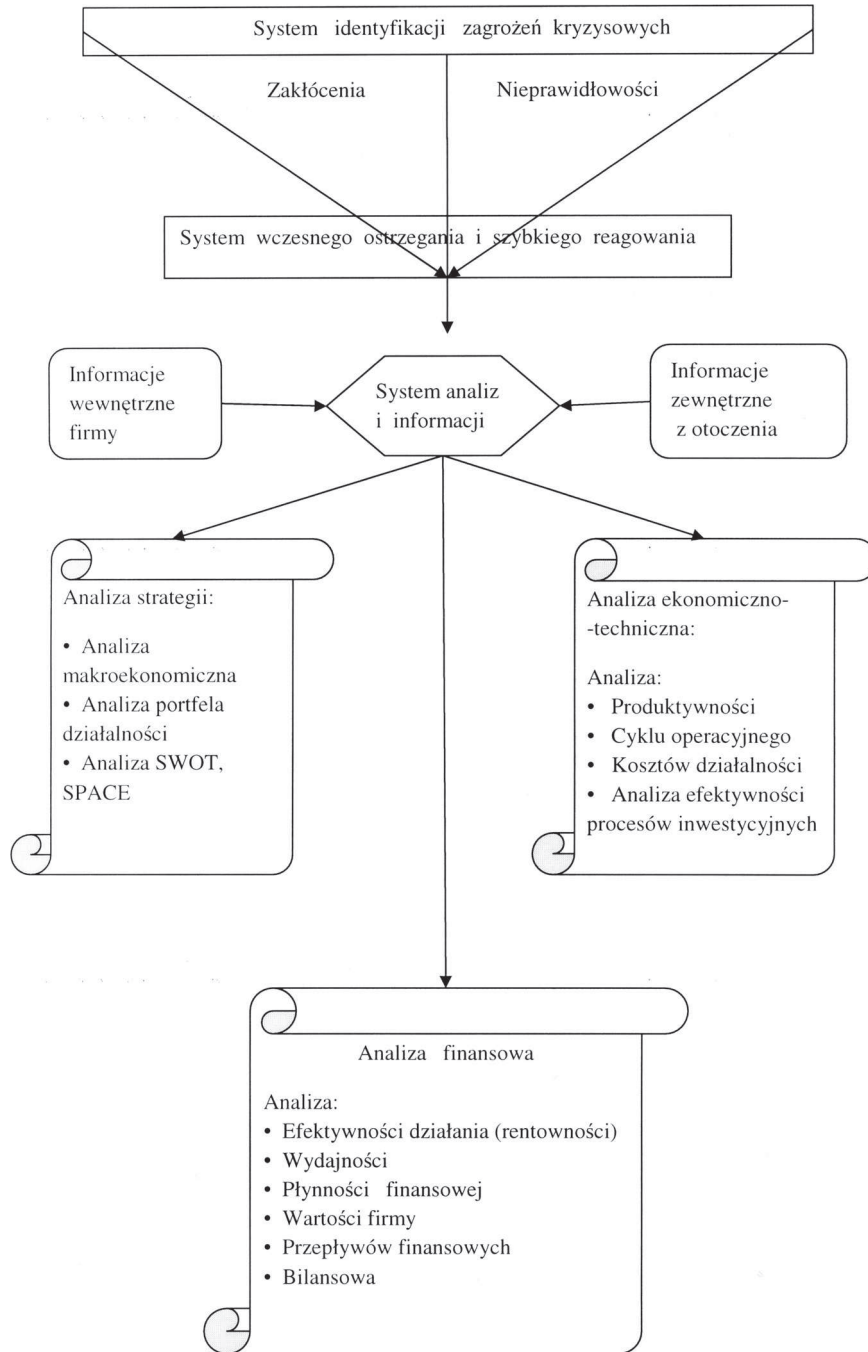 System identyfikacji zagrożeń kryzysowych
Zakłócenia
Nieprawidłowości
System wczesnego ostrzegania i szybkiego reagowania
Informacje
wewnętrzne
firmy
System analiz
i informacji
Informacje
zewnętrzne
z otoczenia
Analiza strategii:
• Analiza
makroekonomiczna
• Analiza portfela
działalności
• Analiza SWOT,
SPACE
Analiza ekonomiczno-
-techniczna:
Analiza:
• Produktywności
• Cyklu operacyjnego
• Kosztów działalności
• Analiza efektywności
procesów inwestycyjnych
Analiza finansowa
Analiza:
• Efektywności działania (rentowności)
• Wydajności
• Płynności finansowej
• Wartości firmy
• Przepływów finansowych
• Bilansowa